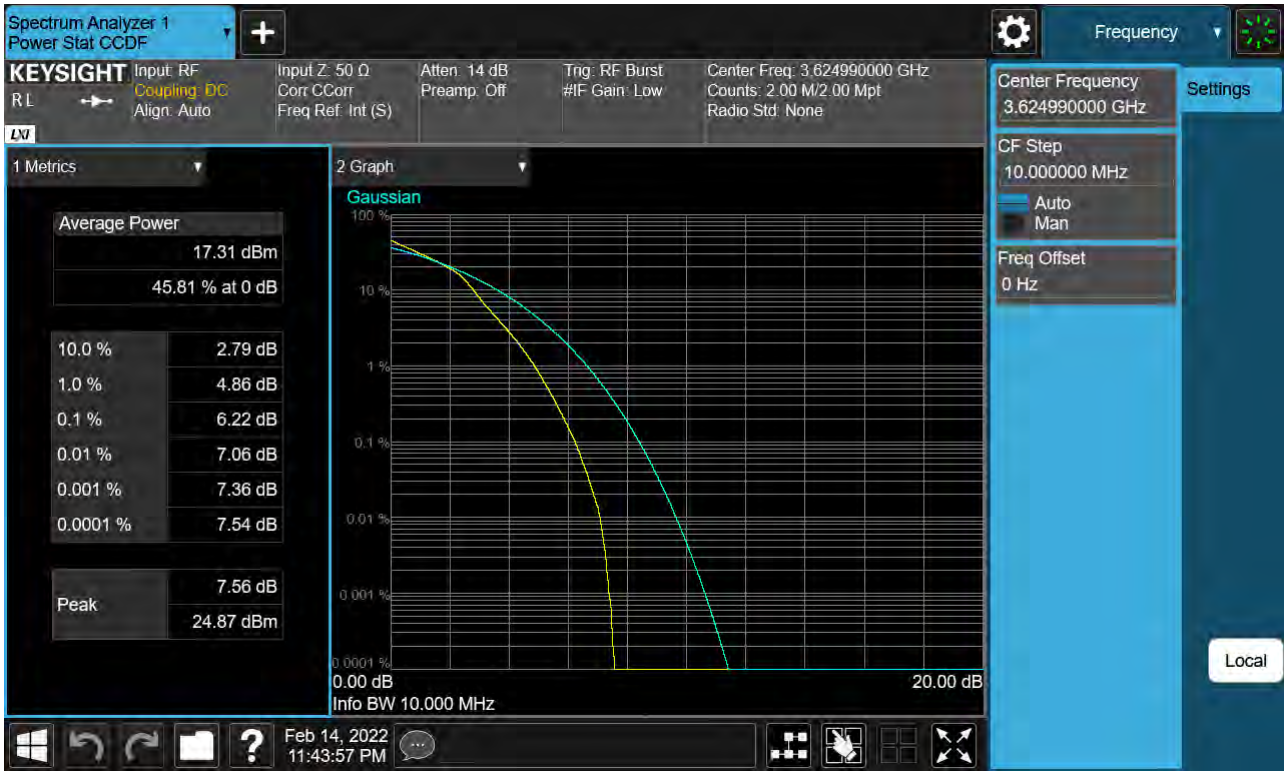 Spectrum Analyzer 1
Power Stat CCDF
+
Frequency
KEYSIGHT
RL
LXI
Input: RF
Coupling: DC
Align: Auto
Input Z: 50 Ω
Corr CCorr
Freq Ref: Int (S)
Atten: 14 dB
Preamp: Off
Trig: RF Burst
#IF Gain: Low
Center Freq: 3.624990000 GHz
Counts: 2.00 M/2.00 Mpt
Radio Std: None
Center Frequency
3.624990000 GHz
Settings
CF Step
10.000000 MHz
Auto
Man
Freq Offset
0 Hz
1 Metrics
Average Power
17.31 dBm
45.81 % at 0 dB
10.0 % 2.79 dB
1.0 % 4.86 dB
0.1 % 6.22 dB
0.01 % 7.06 dB
0.001 % 7.36 dB
0.0001 % 7.54 dB
Peak
7.56 dB
24.87 dBm
2 Graph
Gaussian
100 %
10 %
1 %
0.1 %
0.01 %
0.001 %
0.0001 %
0.00 dB 20.00 dB
Info BW 10.000 MHz
Local
?
Feb 14, 2022
11:43:57 PM